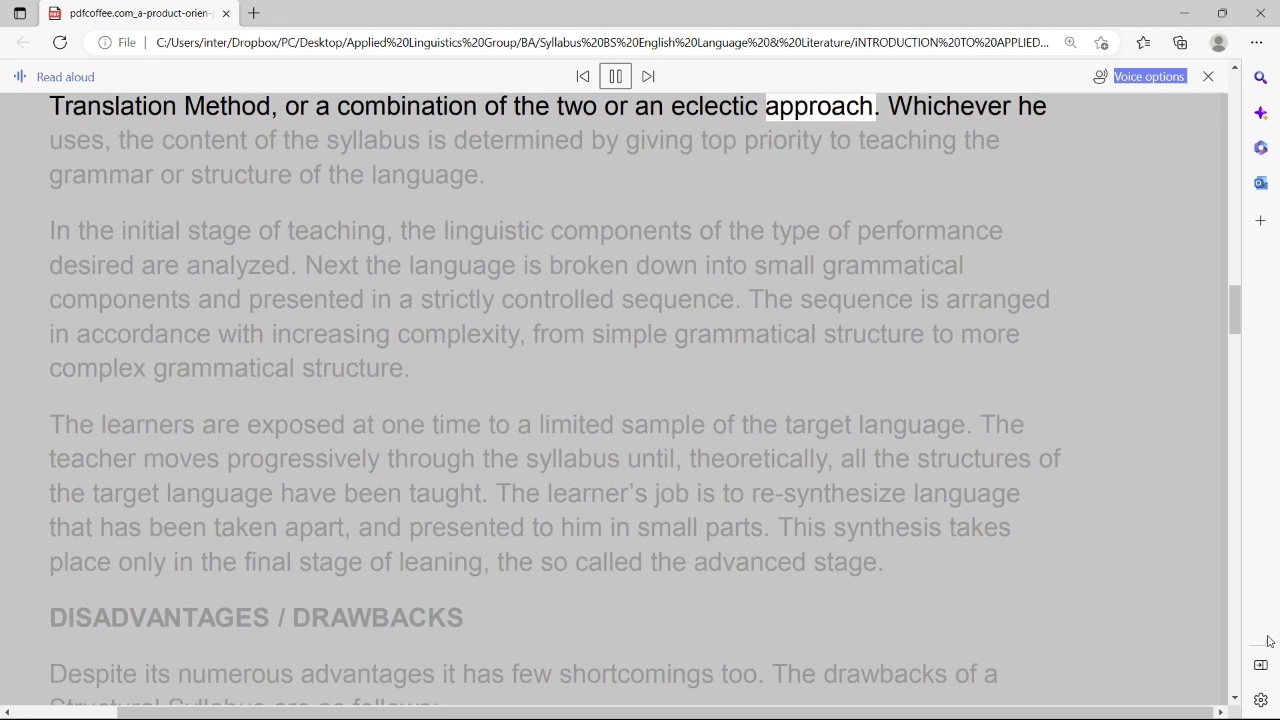 pdfcoffee.com_a-product-orien-
File
C:/Users/inter/Dropbox/PC/Desktop/Applied%20Linguistics%20Group/BA/Syllabus%20BS%20English%20Language%20&%20Literature/iNTRODUCTION%20TO%20APPLIED...
Read aloud
Voice options
Translation Method, or a combination of the two or an eclectic approach. Whichever he
uses, the content of the syllabus is determined by giving top priority to teaching the
grammar or structure of the language.
In the initial stage of teaching, the linguistic components of the type of performance
desired are analyzed. Next the language is broken down into small grammatical
components and presented in a strictly controlled sequence. The sequence is arranged
in accordance with increasing complexity, from simple grammatical structure to more
complex grammatical structure.
The learners are exposed at one time to a limited sample of the target language. The
teacher moves progressively through the syllabus until, theoretically, all the structures of
the target language have been taught. The learner's job is to re-synthesize language
that has been taken apart, and presented to him in small parts. This synthesis takes
place only in the final stage of leaning, the so called the advanced stage.
DISADVANTAGES / DRAWBACKS
Despite its numerous advantages it has few shortcomings too. The drawbacks of a
Structural Syllabus are as follows: